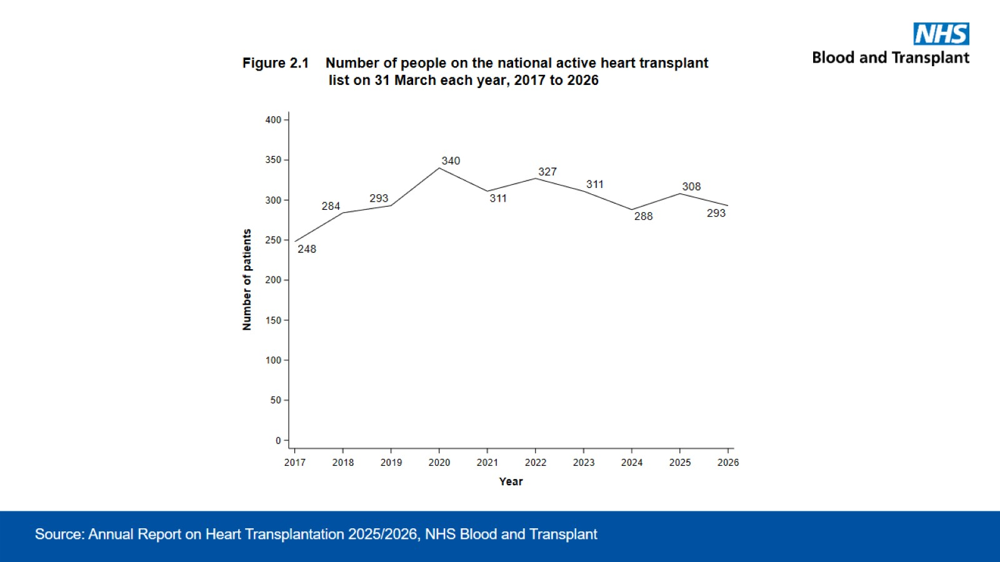 NHS
Blood and Transplant
Figure 2.1 Number of people on the national active heart transplant
list on 31 March each year, 2017 to 2026
400
350
300
250
200
150
100
50
0
Number of patients
248
284
293
340
311
327
311
288
308
293
2017 2018 2019 2020 2021 2022 2023 2024 2025 2026
Year
Source: Annual Report on Heart Transplantation 2025/2026, NHS Blood and Transplant